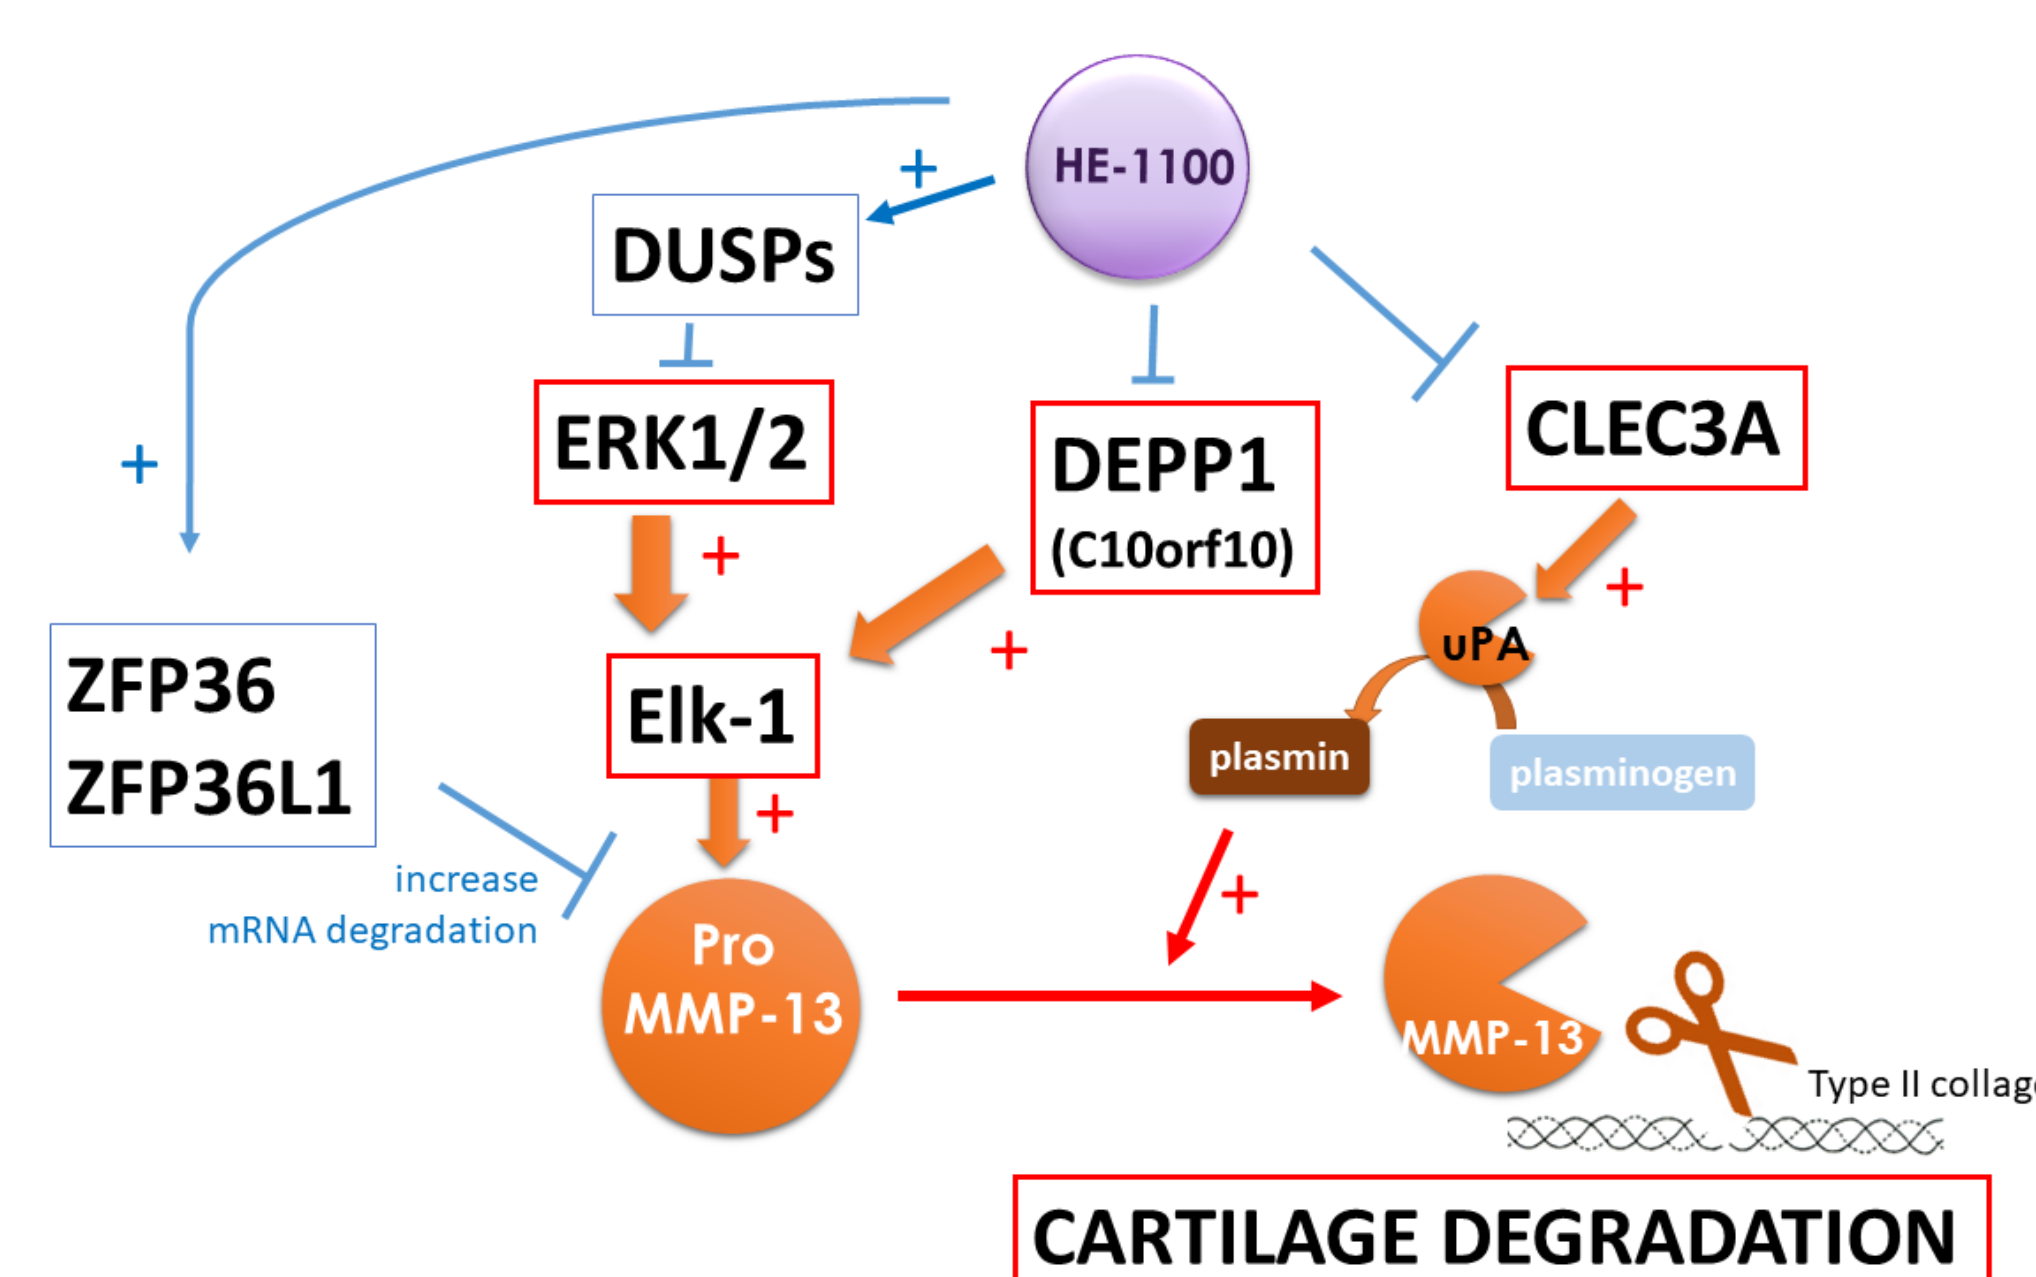 HE-1100
+
DUSPs
ERK1/2
DEPP1
(C10orf10)
CLEC3A
+
+
+
+
uPA
ZFP36
ZFP36L1
Elk-1
plasmin
plasminogen
+
+
increase
mRNA degradation
Pro
MMP-13
MMP-13
Type II collage
CARTILAGE DEGRADATION